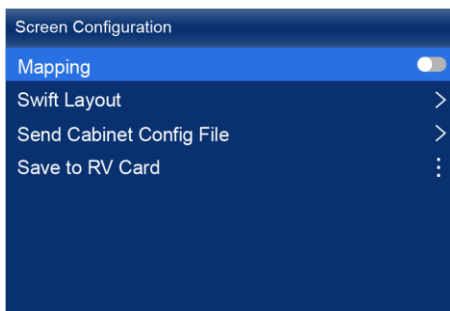 Screen Configuration
Mapping
Swift Layout
Send Cabinet Config File
Save to RV Card